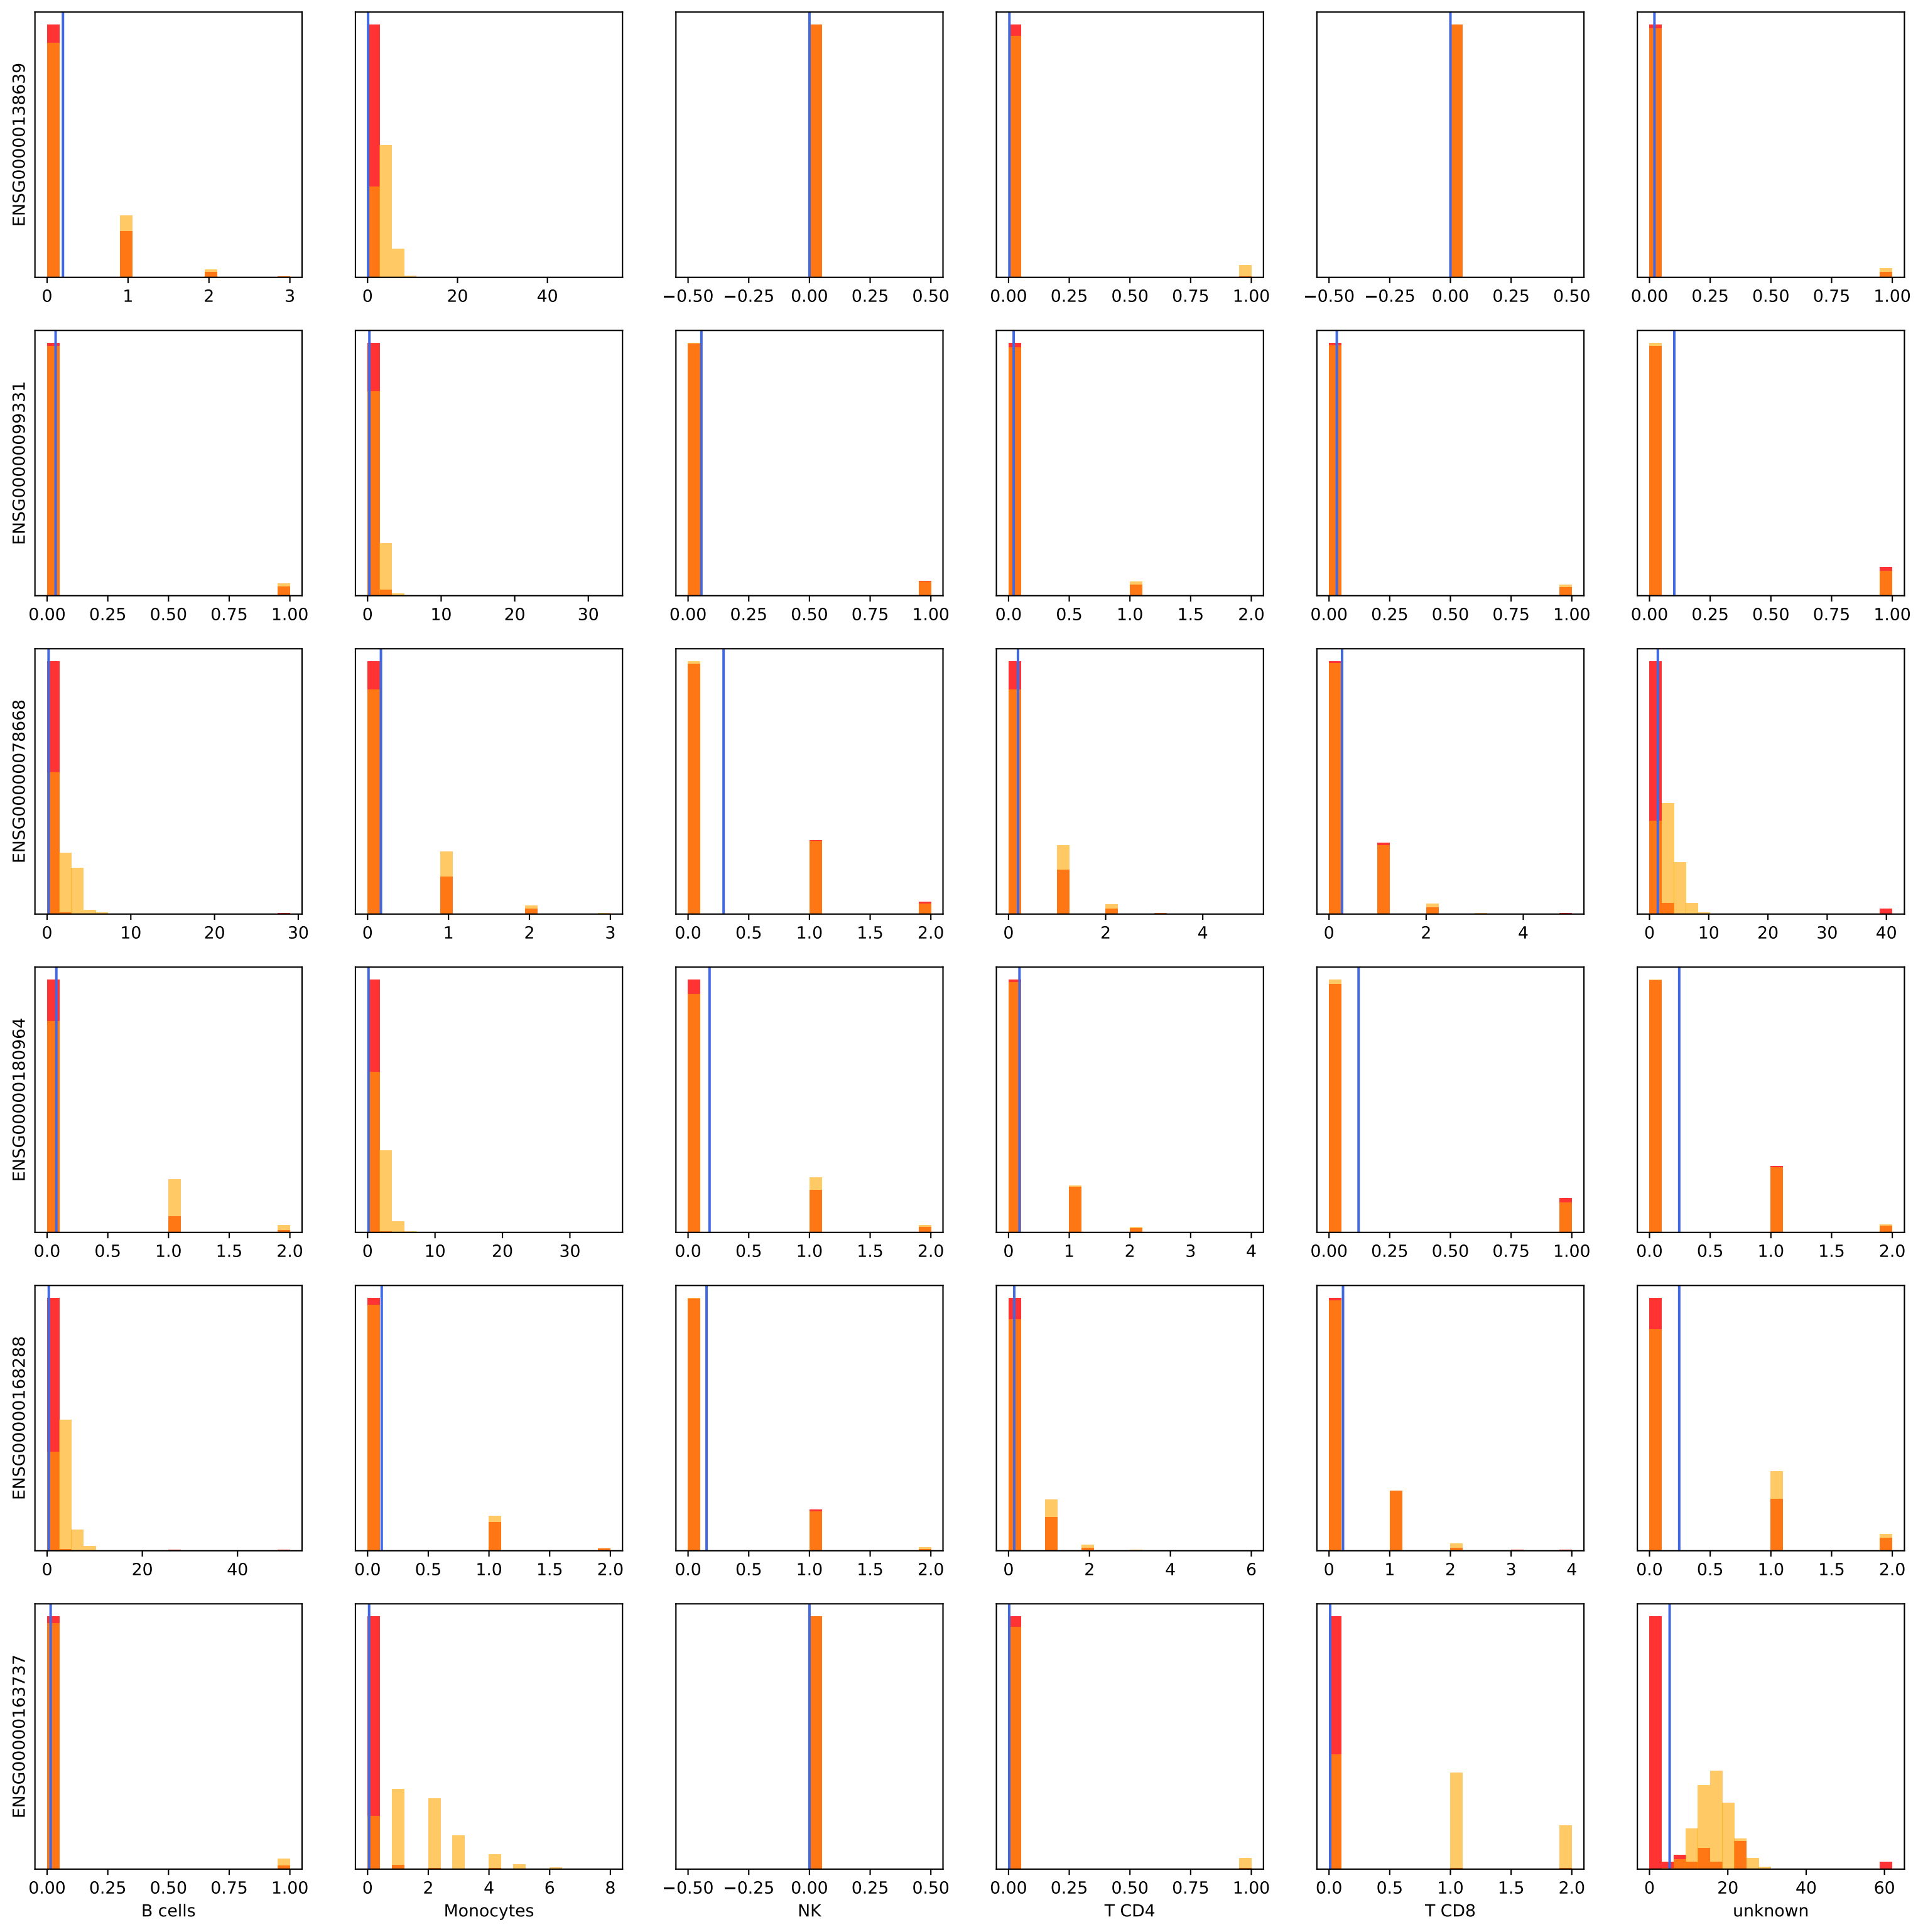 ENSG00000138639
0 1 2 3
0 20 40
−0.50 −0.25 0.00 0.25 0.50
0.00 0.25 0.50 0.75 1.00
−0.50 −0.25 0.00 0.25 0.50
0.00 0.25 0.50 0.75 1.00
ENSG00000099331
0.00 0.25 0.50 0.75 1.00
0 10 20 30
0.00 0.25 0.50 0.75 1.00
0.0 0.5 1.0 1.5 2.0
0.00 0.25 0.50 0.75 1.00
0.00 0.25 0.50 0.75 1.00
ENSG00000078668
0 10 20 30
0 1 2 3
0.0 0.5 1.0 1.5 2.0
0 2 4
0 2 4
0 10 20 30 40
ENSG00000180964
0.0 0.5 1.0 1.5 2.0
0 10 20 30
0.0 0.5 1.0 1.5 2.0
0 1 2 3 4
0.00 0.25 0.50 0.75 1.00
0.0 0.5 1.0 1.5 2.0
ENSG00000168288
0 20 40
0.0 0.5 1.0 1.5 2.0
0.0 0.5 1.0 1.5 2.0
0 2 4 6
0 1 2 3 4
0.0 0.5 1.0 1.5 2.0
ENSG00000163737
0.00 0.25 0.50 0.75 1.00
0 2 4 6 8
−0.50 −0.25 0.00 0.25 0.50
0.00 0.25 0.50 0.75 1.00
0.0 0.5 1.0 1.5 2.0
0 20 40 60
B cells
Monocytes
NK
T CD4
T CD8
unknown